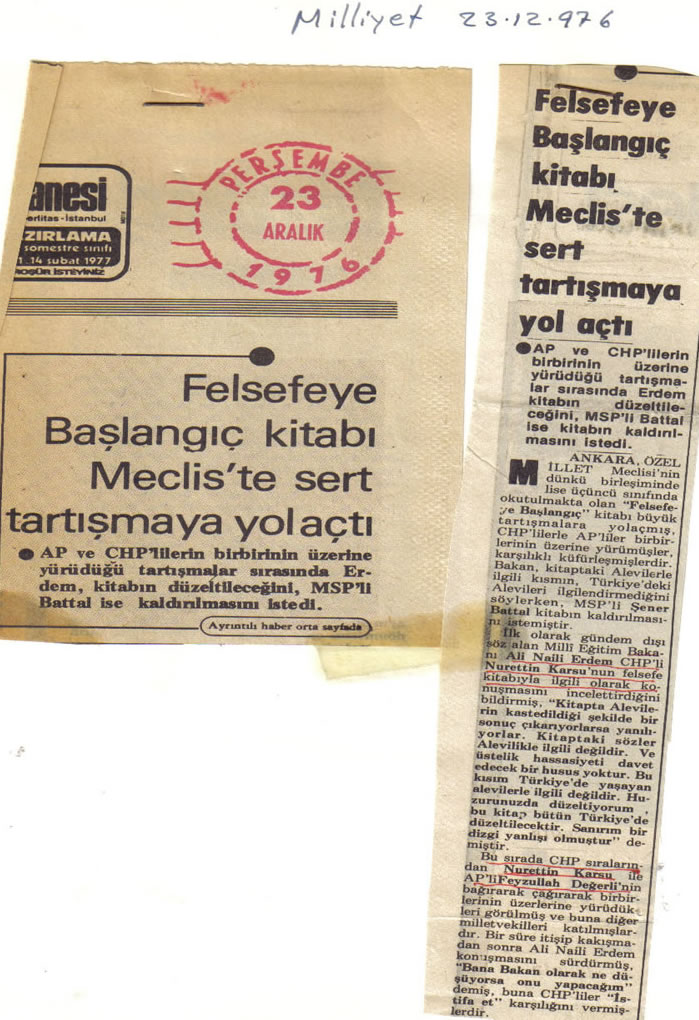 Milliyet 23.12.976
anesi
ertitas-İstanbul
ZIRLAMA
somestre sınıfı
14 şubat 1977
BROŞÜR İSTEYİNİZ
PERŞEMBE
23
ARALIK
1976
Felsefeye
Başlangıç kitabı
Meclis'te sert
tartışmaya yol açtı
AP ve CHP'lilerin birbirinin üzerine
yürüdüğü tartışmalar sırasında Er-
dem, kitabın düzeltileceğini, MSP'li
Battal ise kaldırılmasını istedi.
Ayrıntılı haber orta sayfada
Felsefeye
Başlangıç
kitabı
Meclis'te
sert
tartışmaya
yol açtı
AP ve CHP'lilerin
birbirinin üzerine
yürüdüğü tartışma-
lar sırasında Erdem
kitabın düzeltile-
ceğini, MSP'li Battal
ise kitabın kaldırıl-
masını istedi.
ANKARA, ÖZEL
MİLLET Meclisi'nin
dünkü birleşiminde
lise üçüncü sınıfında
okutulmakta olan "Felsefe-
ye Başlangıç" kitabı büyük
tartışmalara yolaçmış,
CHP'lilerle AP'liler birbir-
lerinin üzerine yürümüşler,
karşılıklı küfürleşmişlerdir.
Bakan, kitaptaki Alevilerle
ilgili kısmın, Türkiye'deki
Alevileri ilgilendirmediğini
söylerken, MSP'li Şener
Battal kitabın kaldırılması-
nı istemiştir.
İlk olarak gündem dışı
söz alan Milli Eğitim Baka-
nı Ali Naili Erdem CHP'li
Nurettin Karsu'nun felsefe
kitabıyla ilgili olarak ko-
nuşmasını incelettirdiğini
bildirmiş, "Kitapta Alevile-
rin kastedildiği şekilde bir
sonuç çıkarıyorlarsa yanılı-
yorlar. Kitaptaki sözler
Alevilikle ilgili değildir. Ve
üstelik hassasiyeti davet
edecek bir husus yoktur. Bu
kısım Türkiye'de yaşayan
alevilerle ilgili değildir. Hu-
zurunuzda düzeltiyorum,
bu kitap bütün Türkiye'de
düzeltilecektir. Sanırım bir
dizgi yanlışı olmuştur" de-
miştir.
Bu sırada CHP sıraların-
dan Nurettin Karsu ile
AP'li Feyzullah Değerli'nin
bağırarak çağırarak birbir-
lerinin üzerlerine yürüdük-
leri görülmüş ve buna diğer
milletvekilleri katılmışlar-
dır. Bir süre itişip kakışma-
dan sonra Ali Naili Erdem
konuşmasını sürdürmüş,
"Bana Bakan olarak ne dü-
şüyorsa onu yapacağım"
demiş, buna CHP'liler "İs-
tifa et" karşılığını vermiş-
lerdir.